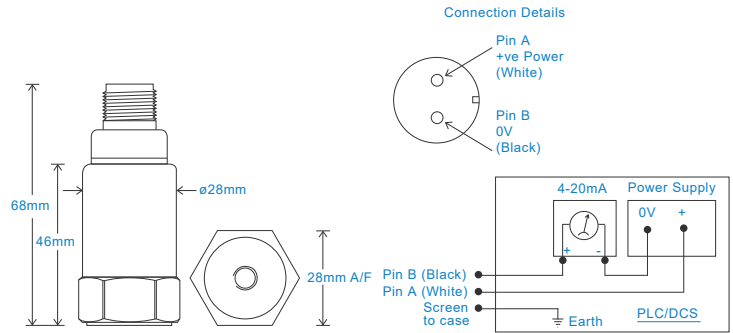 Connection Details
Pin A
+ve Power
(White)
Pin B
0V
(Black)
ø28mm
68mm
46mm
28mm A/F
4-20mA
Power Supply
0V
+
+
-
Pin B (Black)
Pin A (White)
Screen
to case
Earth
PLC/DCS